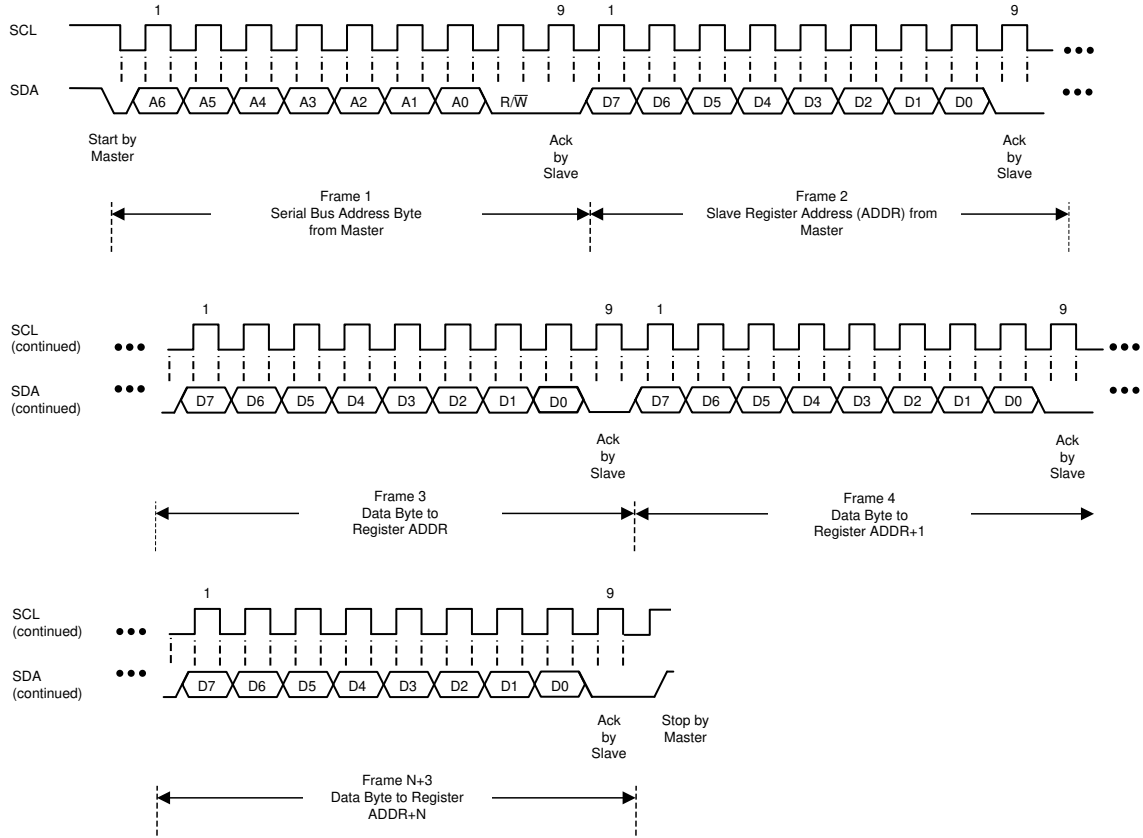 1 9 1 9
SCL
SDA A6 A5 A4 A3 A2 A1 A0 R/W̅ D7 D6 D5 D4 D3 D2 D1 D0
Start by
Master
Ack
by
Slave
Ack
by
Slave
Frame 1
Serial Bus Address Byte
from Master
Frame 2
Slave Register Address (ADDR) from
Master
1 9 1 9
SCL
(continued)
SDA
(continued)
D7 D6 D5 D4 D3 D2 D1 D0 D7 D6 D5 D4 D3 D2 D1 D0
Ack
by
Slave
Ack
by
Slave
Frame 3
Data Byte to
Register ADDR
Frame 4
Data Byte to
Register ADDR+1
1 9
SCL
(continued)
SDA
(continued)
D7 D6 D5 D4 D3 D2 D1 D0
Ack
by
Slave
Stop by
Master
Frame N+3
Data Byte to Register
ADDR+N